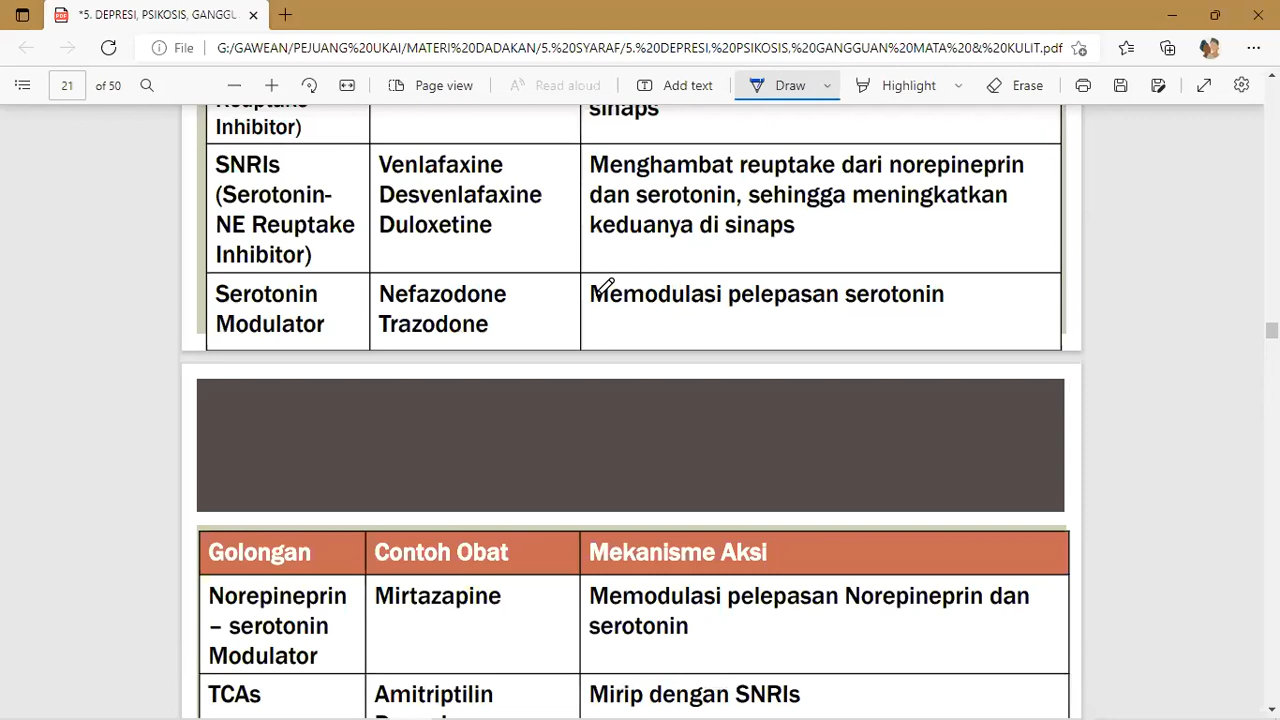 *5. DEPRESI, PSIKOSIS, GANGGU
File
G:/GAWEAN/PEJUANG%20UKAI/MATERI%20DADAKAN/5.%20SYARAF/5.%20DEPRESI,%20PSIKOSIS,%20GANGGUAN%20MATA%20&%20KULIT.pdf
21 of 50
Page view
Read aloud
Add text
Draw
Highlight
Erase
Reuptake
Inhibitor)
sinaps
SNRIs
(Serotonin-
NE Reuptake
Inhibitor)
Venlafaxine
Desvenlafaxine
Duloxetine
Menghambat reuptake dari norepineprin
dan serotonin, sehingga meningkatkan
keduanya di sinaps
Serotonin
Modulator
Nefazodone
Trazodone
Memodulasi pelepasan serotonin
Golongan
Contoh Obat
Mekanisme Aksi
Norepineprin
– serotonin
Modulator
Mirtazapine
Memodulasi pelepasan Norepineprin dan
serotonin
TCAs
Amitriptilin
Mirip dengan SNRIs